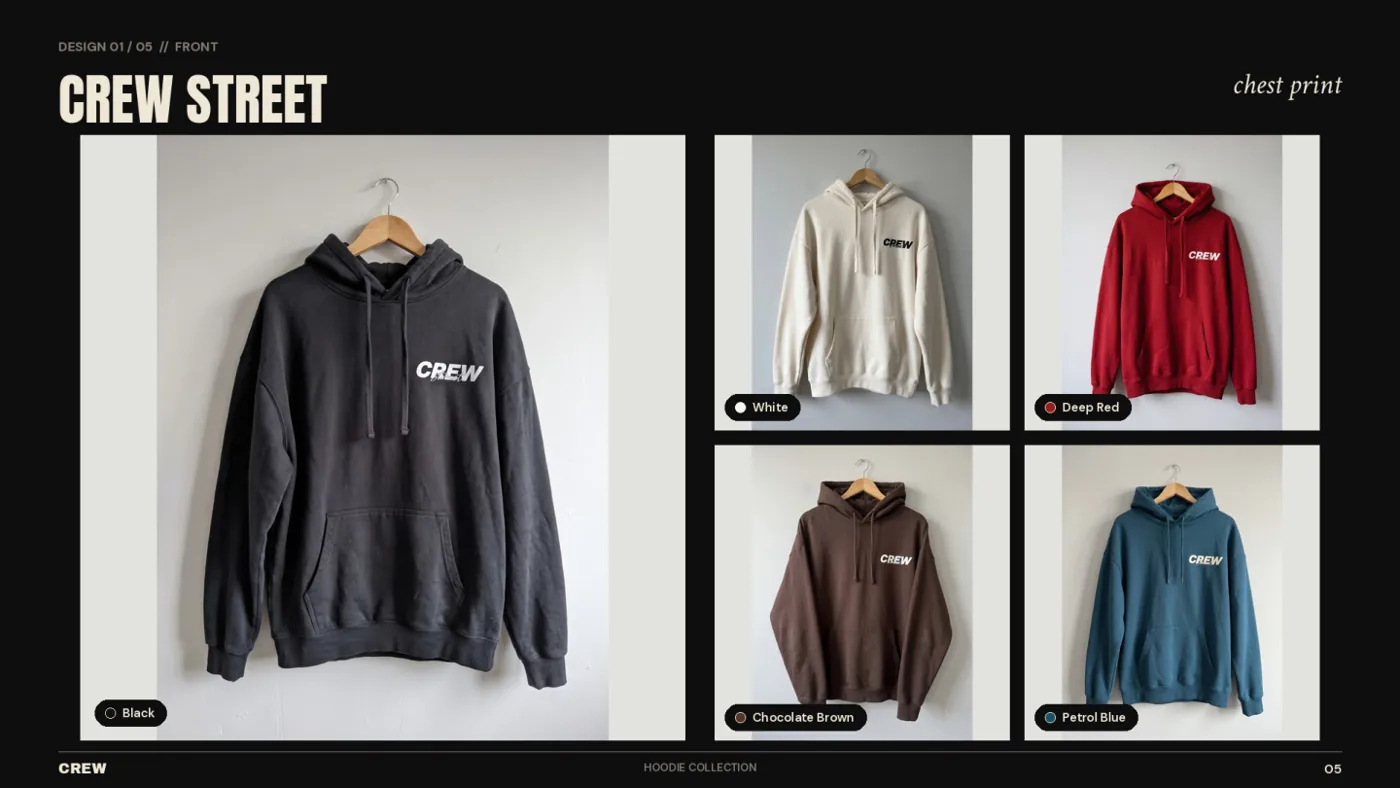 DESIGN 01 / 05 // FRONT
CREW STREET
chest print
CREW
Black
CREW
White
CREW
Deep Red
CREW
Chocolate Brown
CREW
Petrol Blue
CREW
HOODIE COLLECTION
05